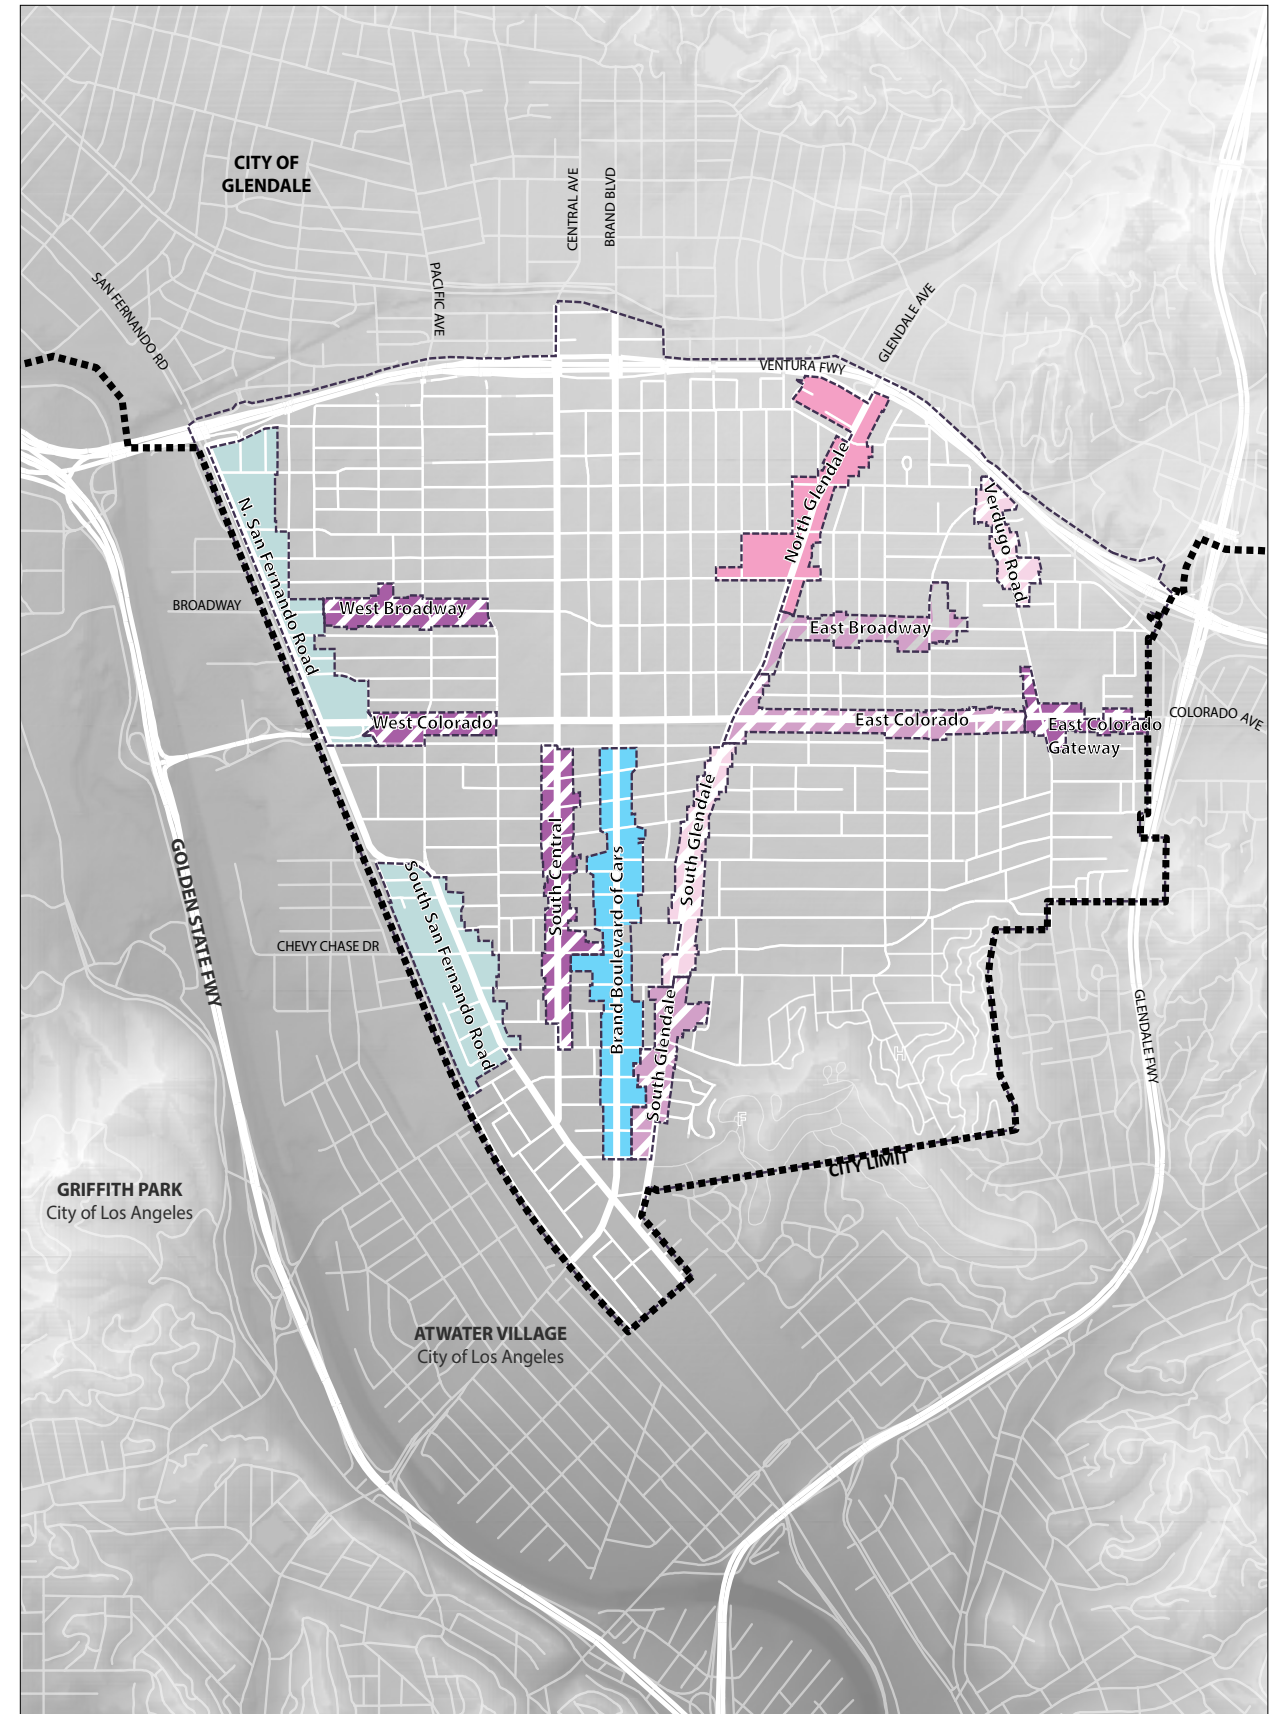 CITY OF
GLENDALE
CENTRAL AVE
BRAND BLVD
SAN FERNANDO RD
PACIFIC AVE
GLENDALE AVE
VENTURA FWY
North Glendale
Verdugo Road
N. San Fernando Road
BROADWAY
West Broadway
East Broadway
West Colorado
East Colorado
East Colorado
Gateway
COLORADO AVE
South Glendale
South Central
Brand Boulevard of Cars
GOLDEN STATE FWY
South San Fernando Road
CHEVY CHASE DR
South Glendale
GLENDALE FWY
H
F
CITY LIMIT
GRIFFITH PARK
City of Los Angeles
ATWATER VILLAGE
City of Los Angeles